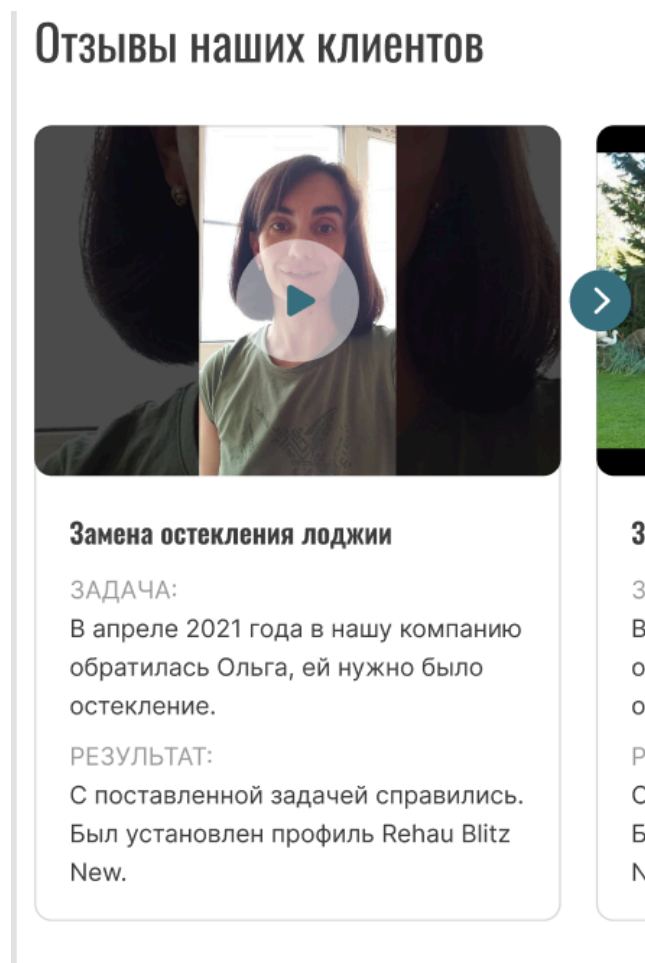 Отзывы наших клиентов
Замена остекления лоджии
ЗАДАЧА:
В апреле 2021 года в нашу компанию
обратилась Ольга, ей нужно было
остекление.
РЕЗУЛЬТАТ:
С поставленной задачей справились.
Был установлен профиль Rehau Blitz
New.